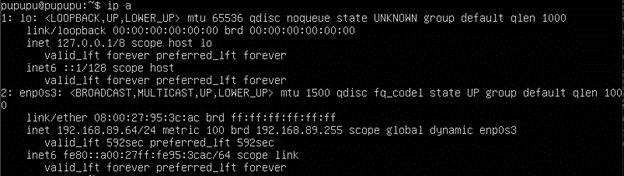 pupupu@pupupu:~$ ip a
1: lo: <LOOPBACK,UP,LOWER_UP> mtu 65536 qdisc noqueue state UNKNOWN group default qlen 1000
link/loopback 00:00:00:00:00:00 brd 00:00:00:00:00:00
inet 127.0.0.1/8 scope host lo
valid_lft forever preferred_lft forever
inet6 ::1/128 scope host
valid_lft forever preferred_lft forever
2: enp0s3: <BROADCAST,MULTICAST,UP,LOWER_UP> mtu 1500 qdisc fq_codel state UP group default qlen 100
0
link/ether 08:00:27:95:3c:ac brd ff:ff:ff:ff:ff:ff
inet 192.168.89.64/24 metric 100 brd 192.168.89.255 scope global dynamic enp0s3
valid_lft 592sec preferred_lft 592sec
inet6 fe80::a00:27ff:fe95:3cac/64 scope link
valid_lft forever preferred_lft forever